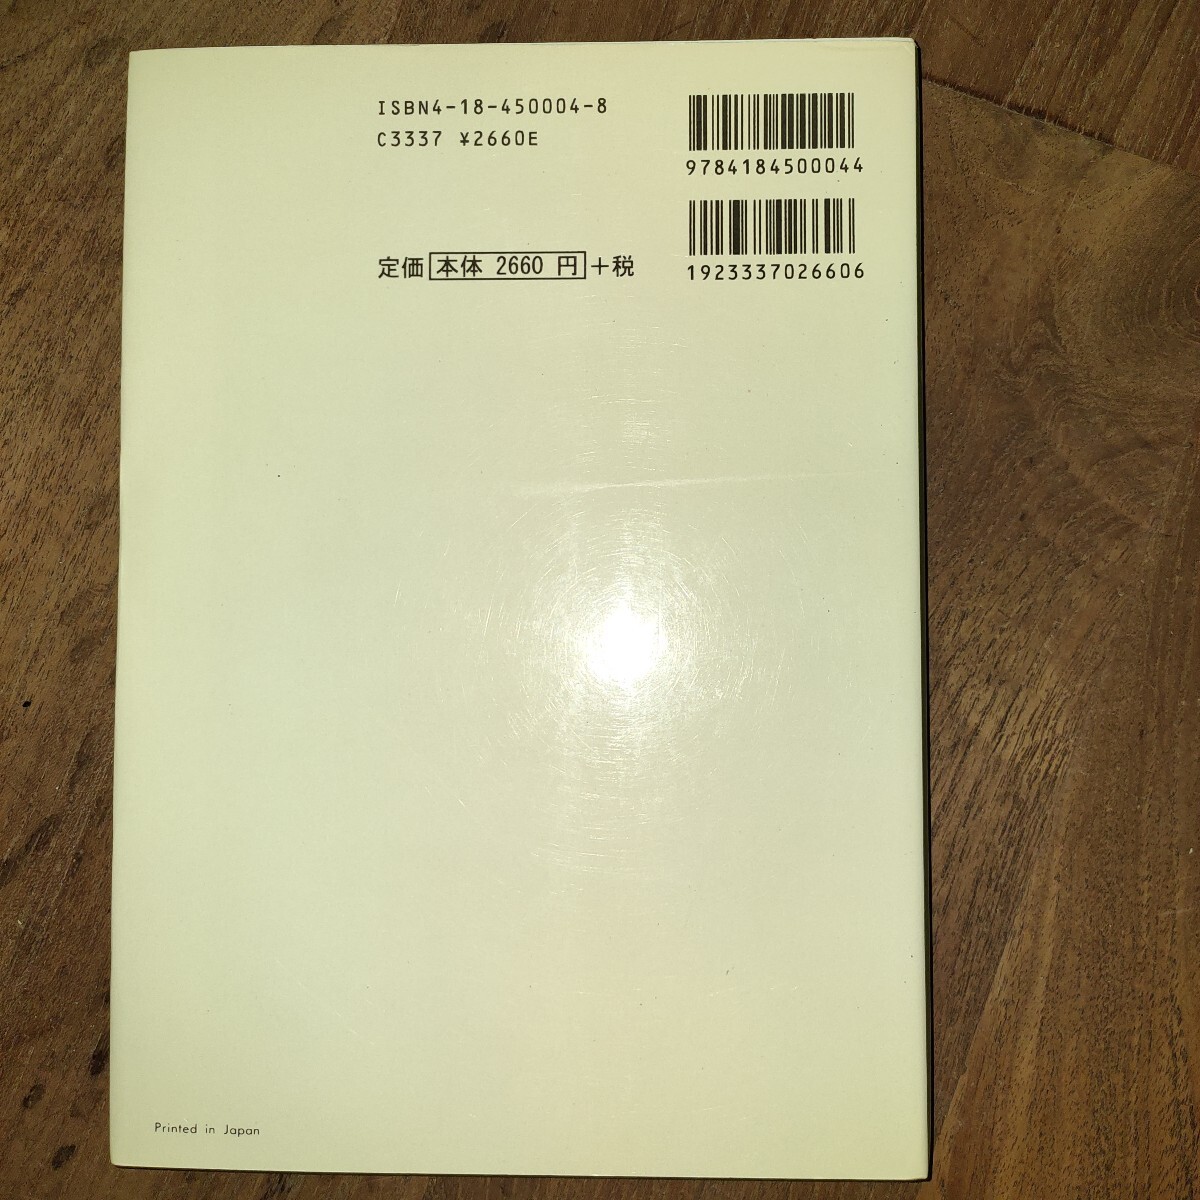 ISBN4-18-450004-8
C3337 ¥2660E
9784184500044
定価 本体 2660 円 +税
1923337026606
Printed in Japan